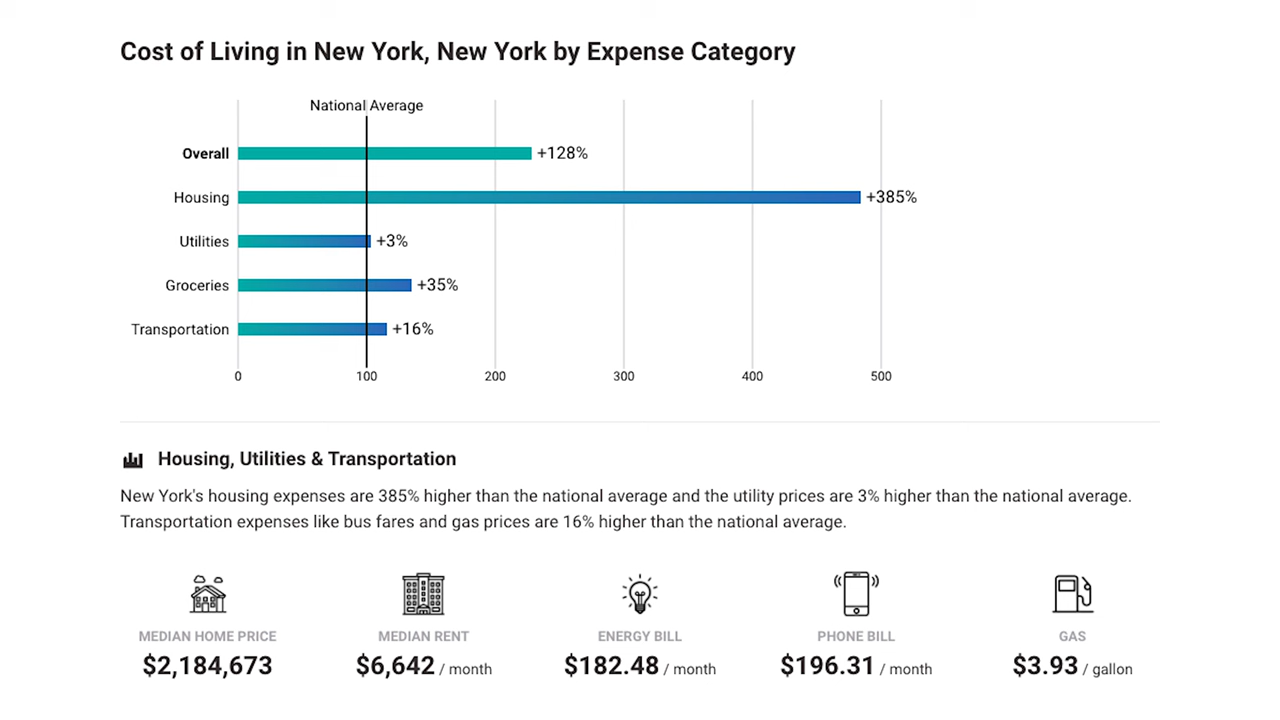 Cost of Living in New York, New York by Expense Category
National Average
Overall +128%
Housing +385%
Utilities +3%
Groceries +35%
Transportation +16%
0 100 200 300 400 500
Housing, Utilities & Transportation
New York's housing expenses are 385% higher than the national average and the utility prices are 3% higher than the national average.
Transportation expenses like bus fares and gas prices are 16% higher than the national average.
MEDIAN HOME PRICE MEDIAN RENT ENERGY BILL PHONE BILL GAS
$2,184,673 $6,642 / month $182.48 / month $196.31 / month $3.93 / gallon